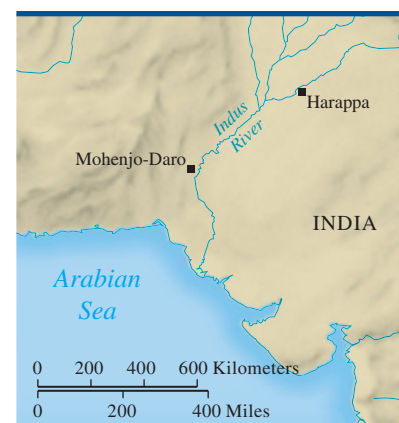 Harappa
Indus
River
Mohenjo-Daro
INDIA
Arabian
Sea
0 200 400 600 Kilometers
0 200 400 Miles